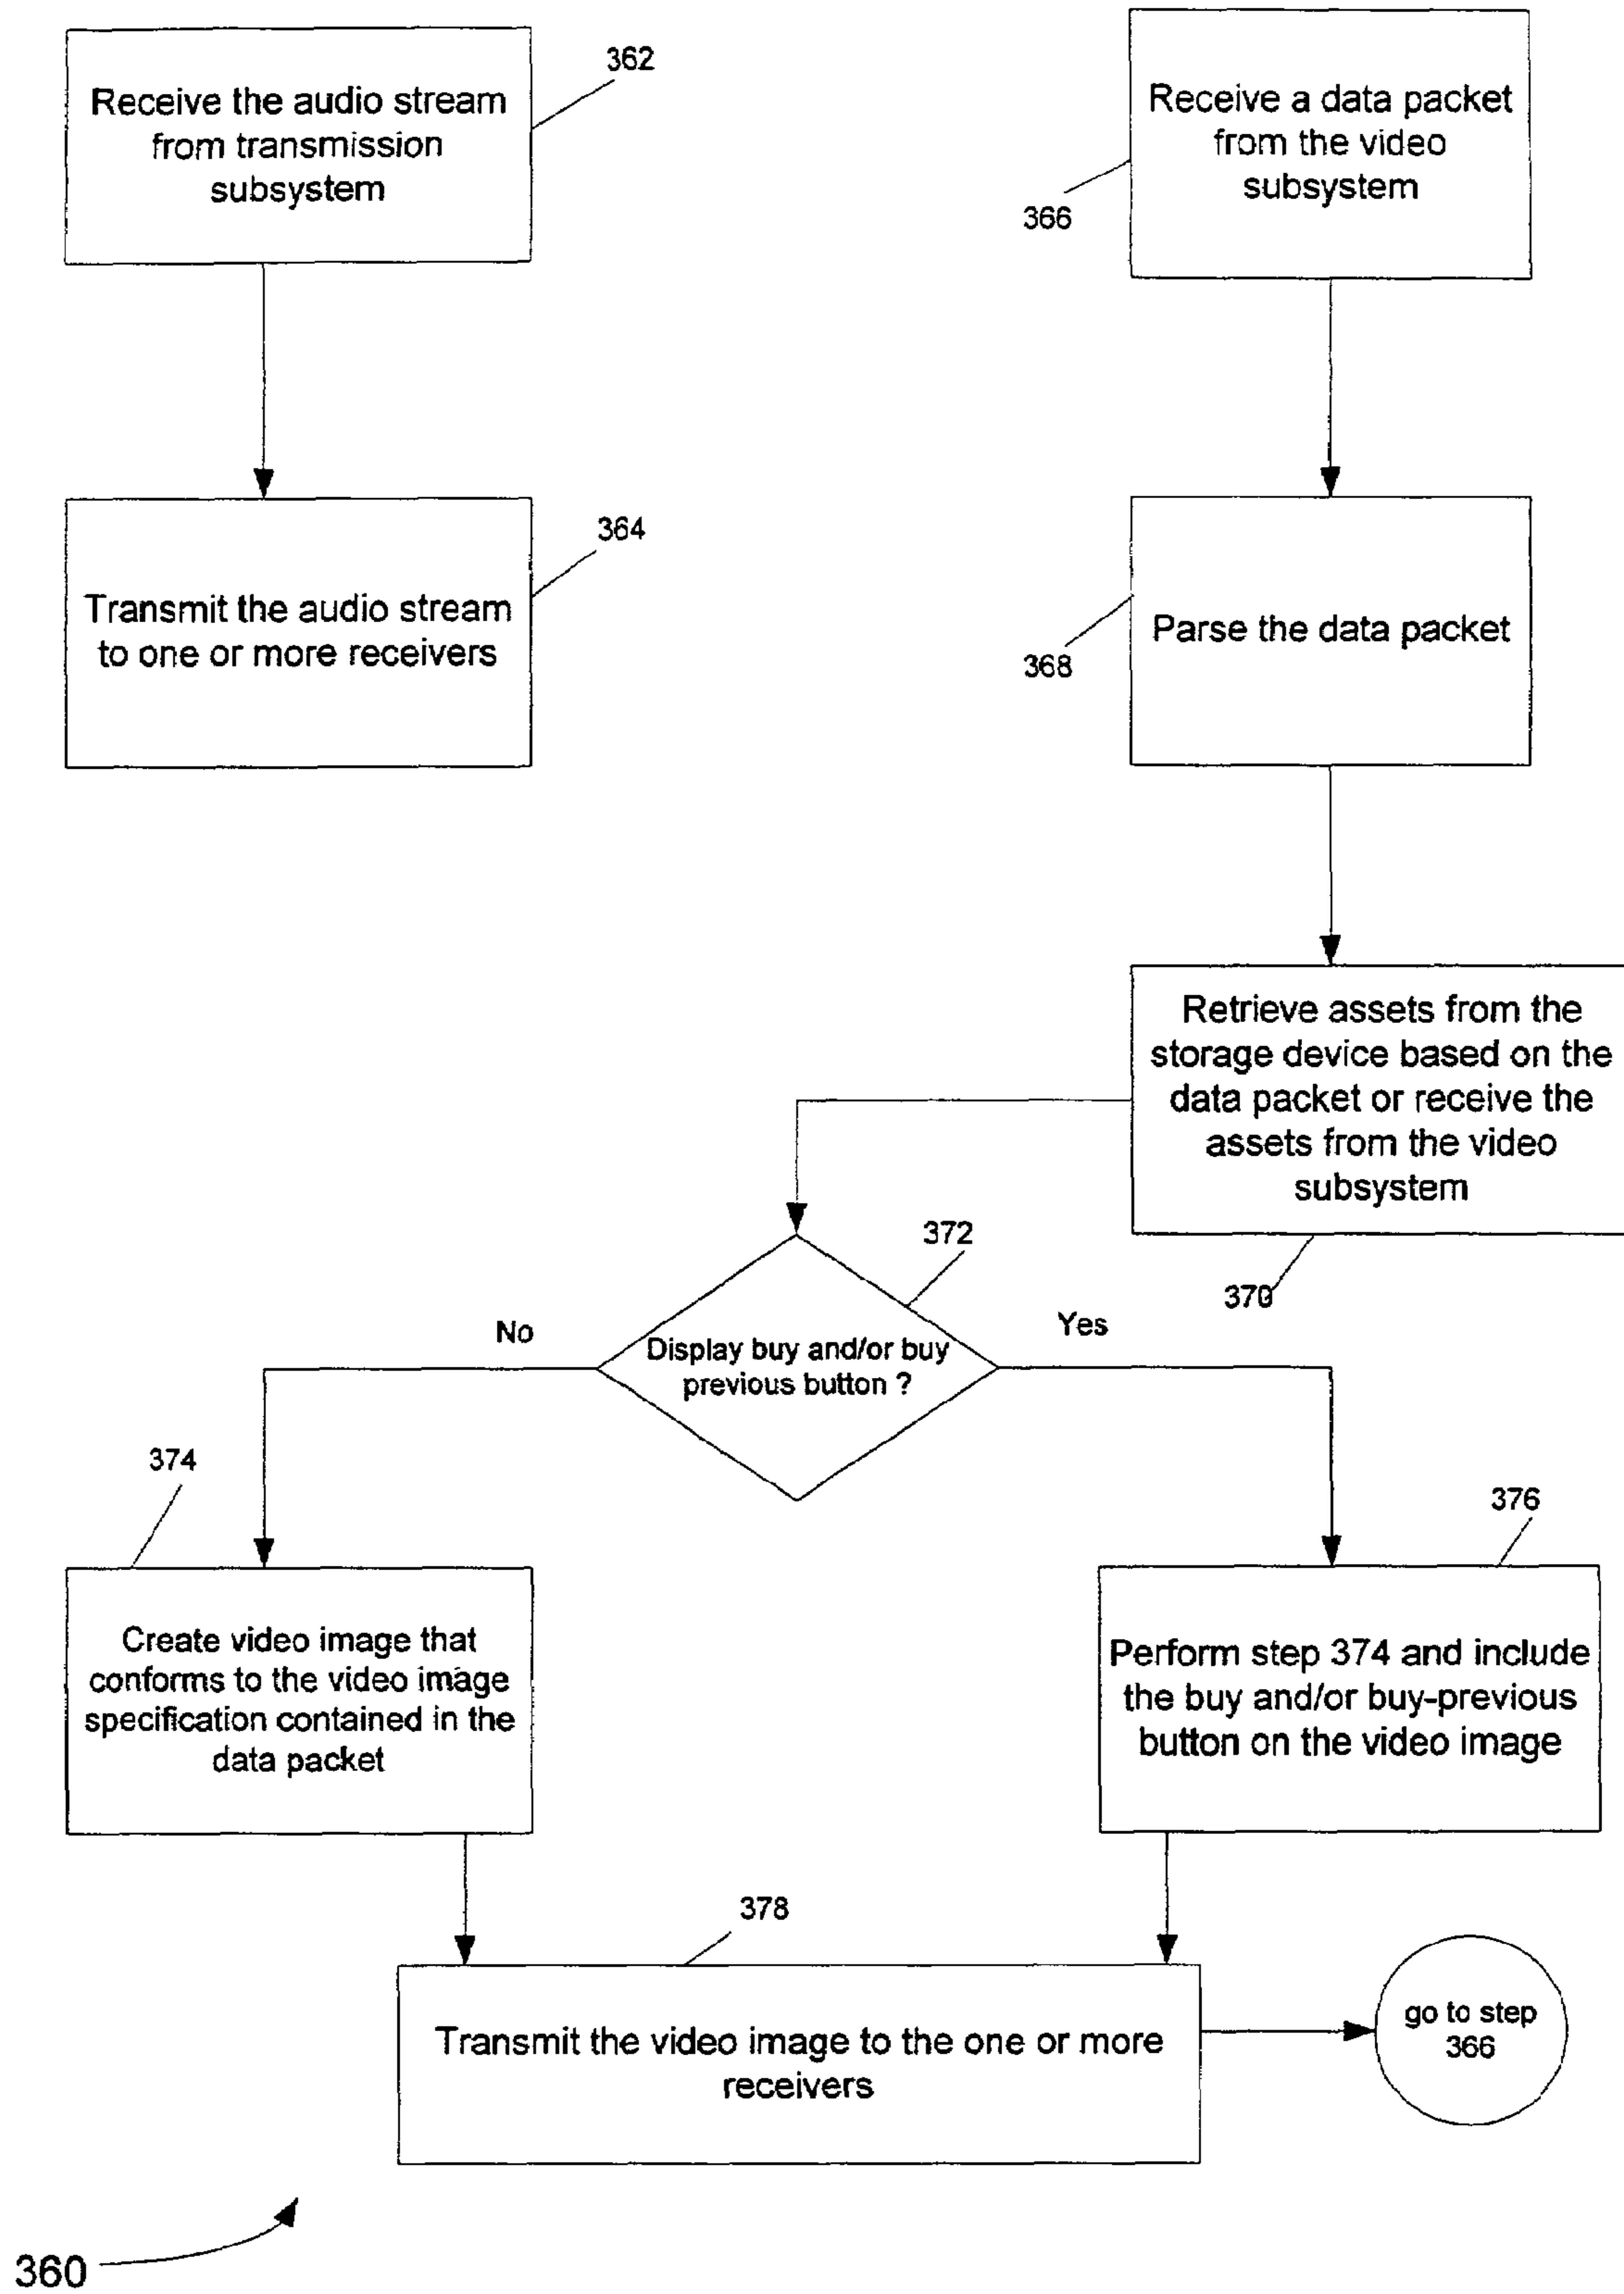 Receive the audio stream
from transmission
subsystem
362
Transmit the audio stream
to one or more receivers
364
Receive a data packet
from the video
subsystem
366
Parse the data packet
368
Retrieve assets from the
storage device based on the
data packet or receive the
assets from the video
subsystem
370
372
Display buy and/or buy
previous button ?
No
Yes
374
Create video image that
conforms to the video image
specification contained in the
data packet
376
Perform step 374 and include
the buy and/or buy-previous
button on the video image
378
Transmit the video image to the one or more
receivers
go to step
366
360